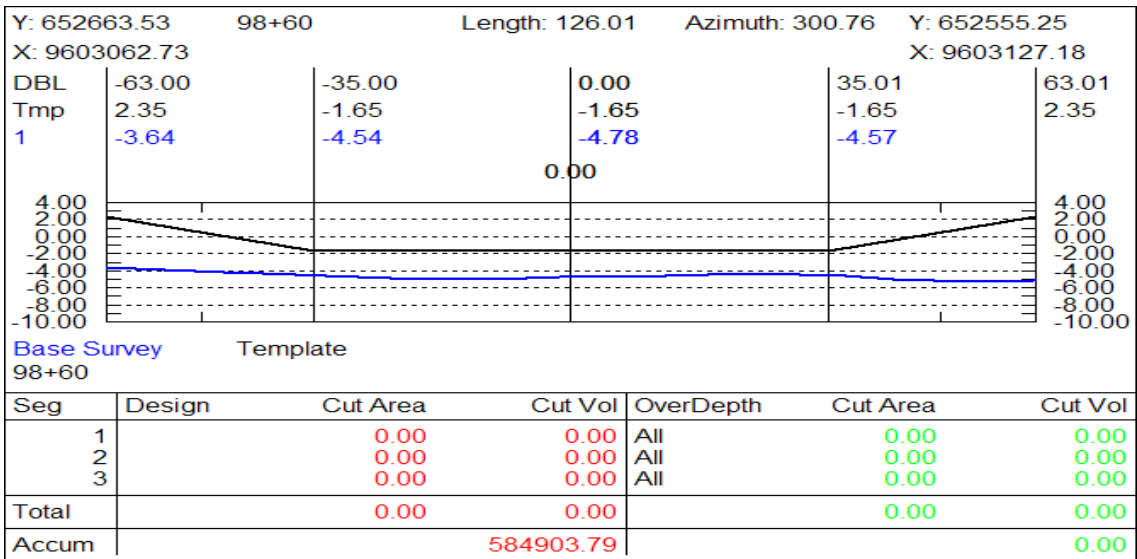 Y: 652663.53 98+60 Length: 126.01 Azimuth: 300.76 Y: 652555.25
X: 9603062.73 X: 9603127.18
DBL -63.00 -35.00 0.00 35.01 63.01
Tmp 2.35 -1.65 -1.65 -1.65 2.35
1 -3.64 -4.54 -4.78 -4.57
0.00
4.00 4.00
2.00 2.00
0.00 0.00
-2.00 -2.00
-4.00 -4.00
-6.00 -6.00
-8.00 -8.00
-10.00 -10.00
Base Survey Template
98+60
Seg Design Cut Area Cut Vol OverDepth Cut Area Cut Vol
1 0.00 0.00 All 0.00 0.00
2 0.00 0.00 All 0.00 0.00
3 0.00 0.00 All 0.00 0.00
Total 0.00 0.00 0.00 0.00
Accum 584903.79 0.00